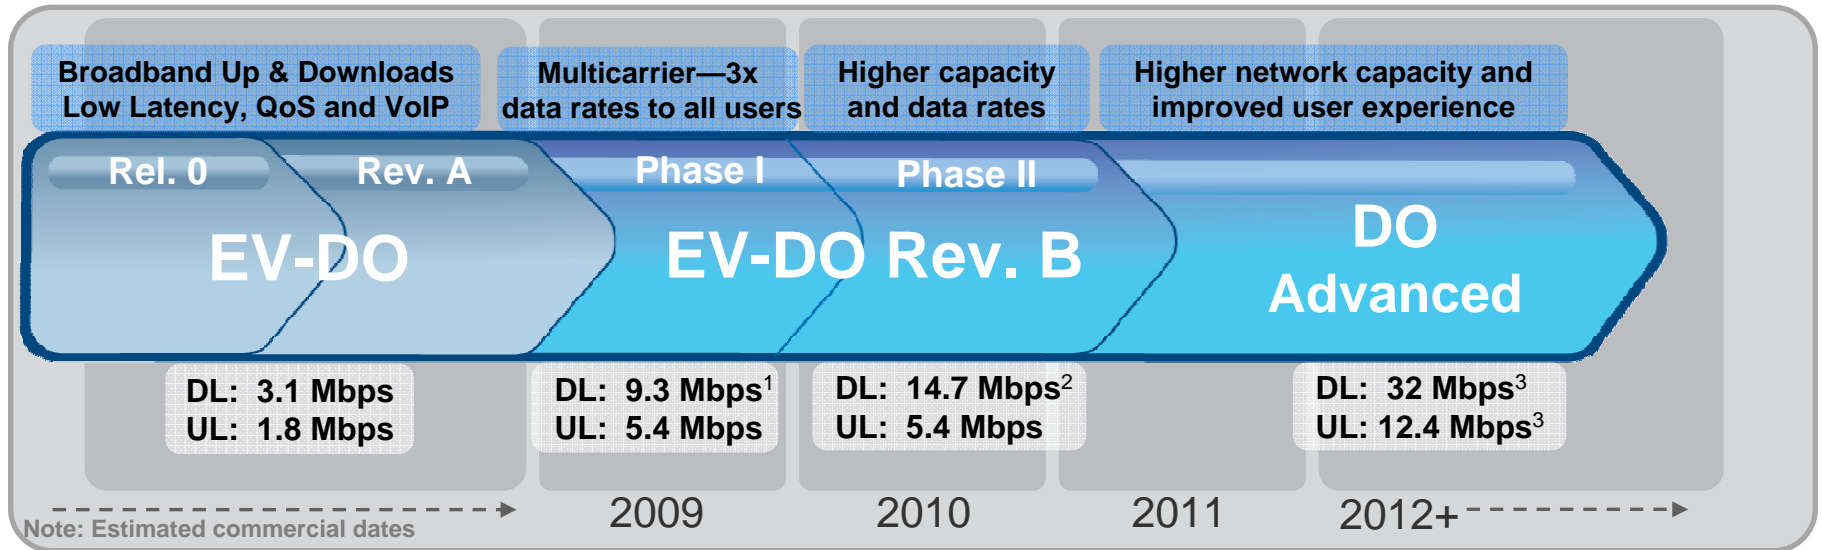 Broadband Up & Downloads
Low Latency, QoS and VoIP
Multicarrier—3x
data rates to all users
Higher capacity
and data rates
Higher network capacity and
improved user experience
Rel. 0
Rev. A
Phase I
Phase II
EV-DO
EV-DO Rev. B
DO
Advanced
DL: 3.1 Mbps
UL: 1.8 Mbps
DL: 9.3 Mbps¹
UL: 5.4 Mbps
DL: 14.7 Mbps²
UL: 5.4 Mbps
DL: 32 Mbps³
UL: 12.4 Mbps³
2009
2010
2011
2012+
Note: Estimated commercial dates